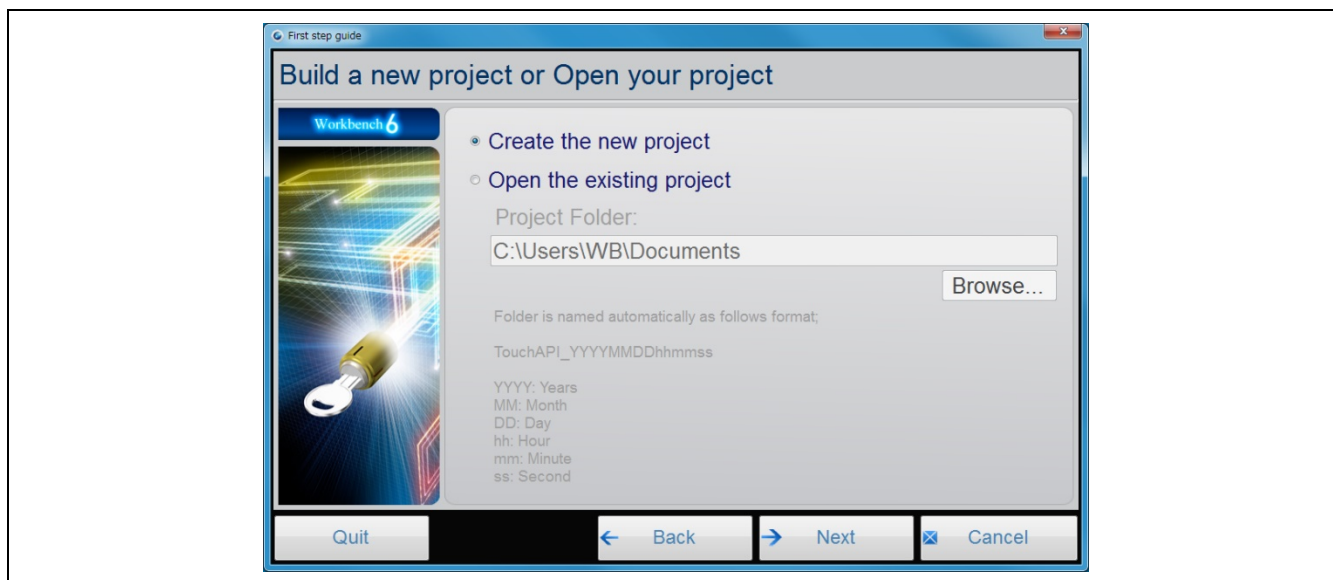 First step guide
Build a new project or Open your project
Workbench 6
Create the new project
Open the existing project
Project Folder:
C:\Users\WB\Documents
Browse...
Folder is named automatically as follows format;
TouchAPI_YYYYMMDDhhmmss
YYYY: Years
MM: Month
DD: Day
hh: Hour
mm: Minute
ss: Second
Quit
Back
Next
Cancel